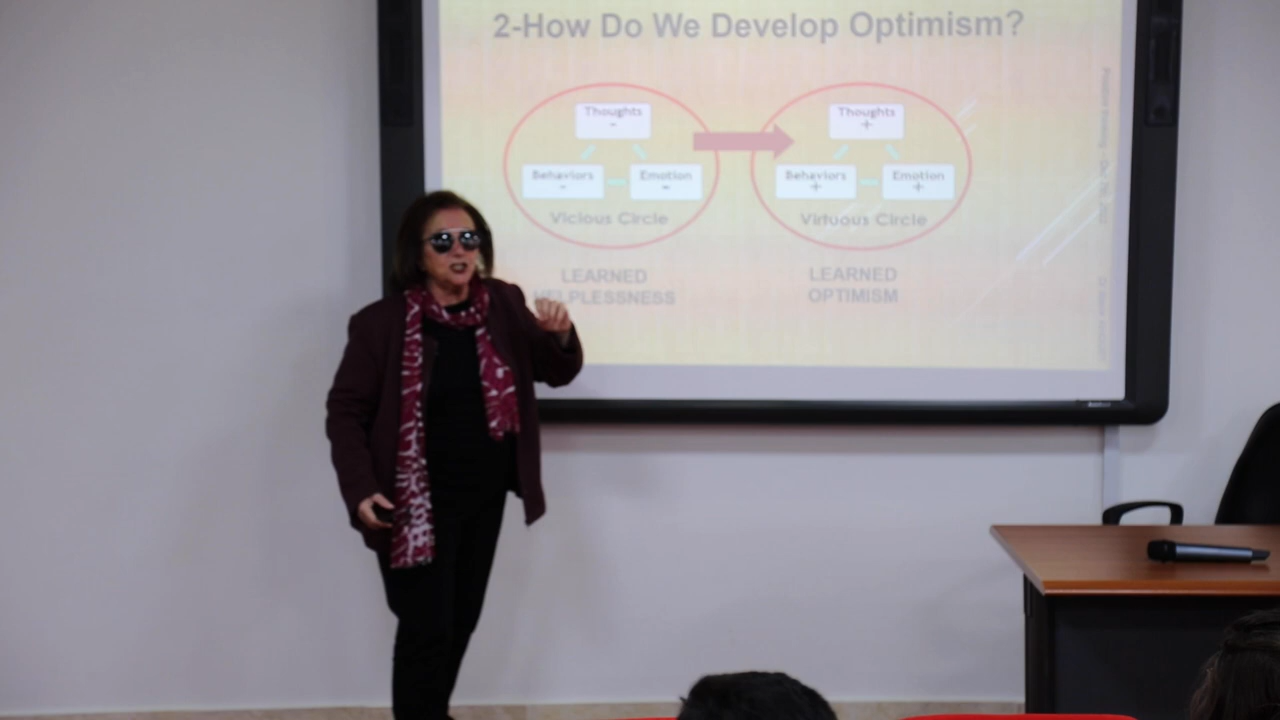 2-How Do We Develop Optimism?
Thoughts
-
Behaviors
-
Emotion
-
Vicious Circle
LEARNED
HELPLESSNESS
Thoughts
+
Behaviors
+
Emotion
+
Virtuous Circle
LEARNED
OPTIMISM